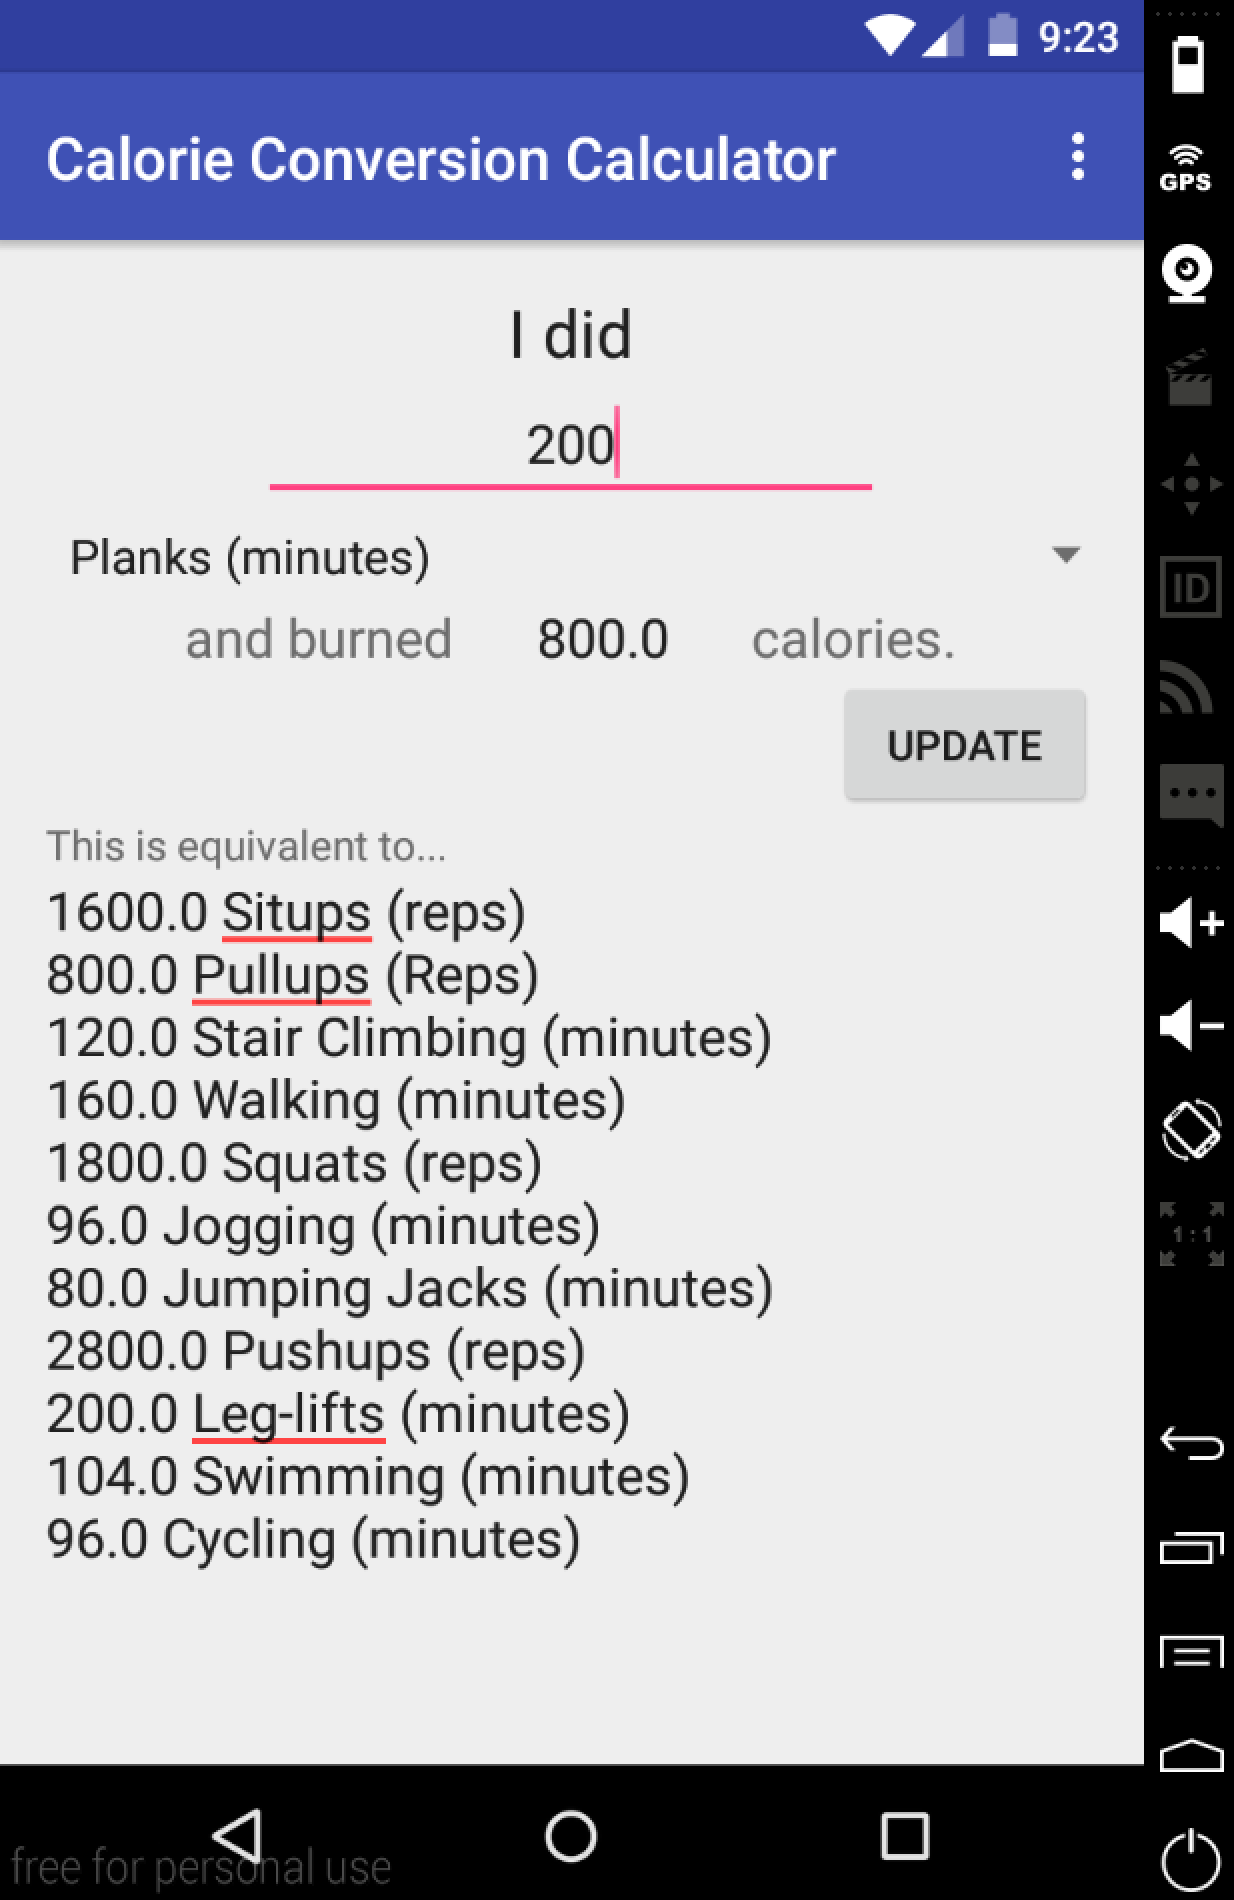 9:23
Calorie Conversion Calculator
GPS
I did
200
Planks (minutes)
ID
and burned 800.0 calories.
UPDATE
This is equivalent to...
1600.0 Situps (reps)
800.0 Pullups (Reps)
120.0 Stair Climbing (minutes)
160.0 Walking (minutes)
1800.0 Squats (reps)
96.0 Jogging (minutes)
1:1
80.0 Jumping Jacks (minutes)
2800.0 Pushups (reps)
200.0 Leg-lifts (minutes)
104.0 Swimming (minutes)
96.0 Cycling (minutes)
free for personal use